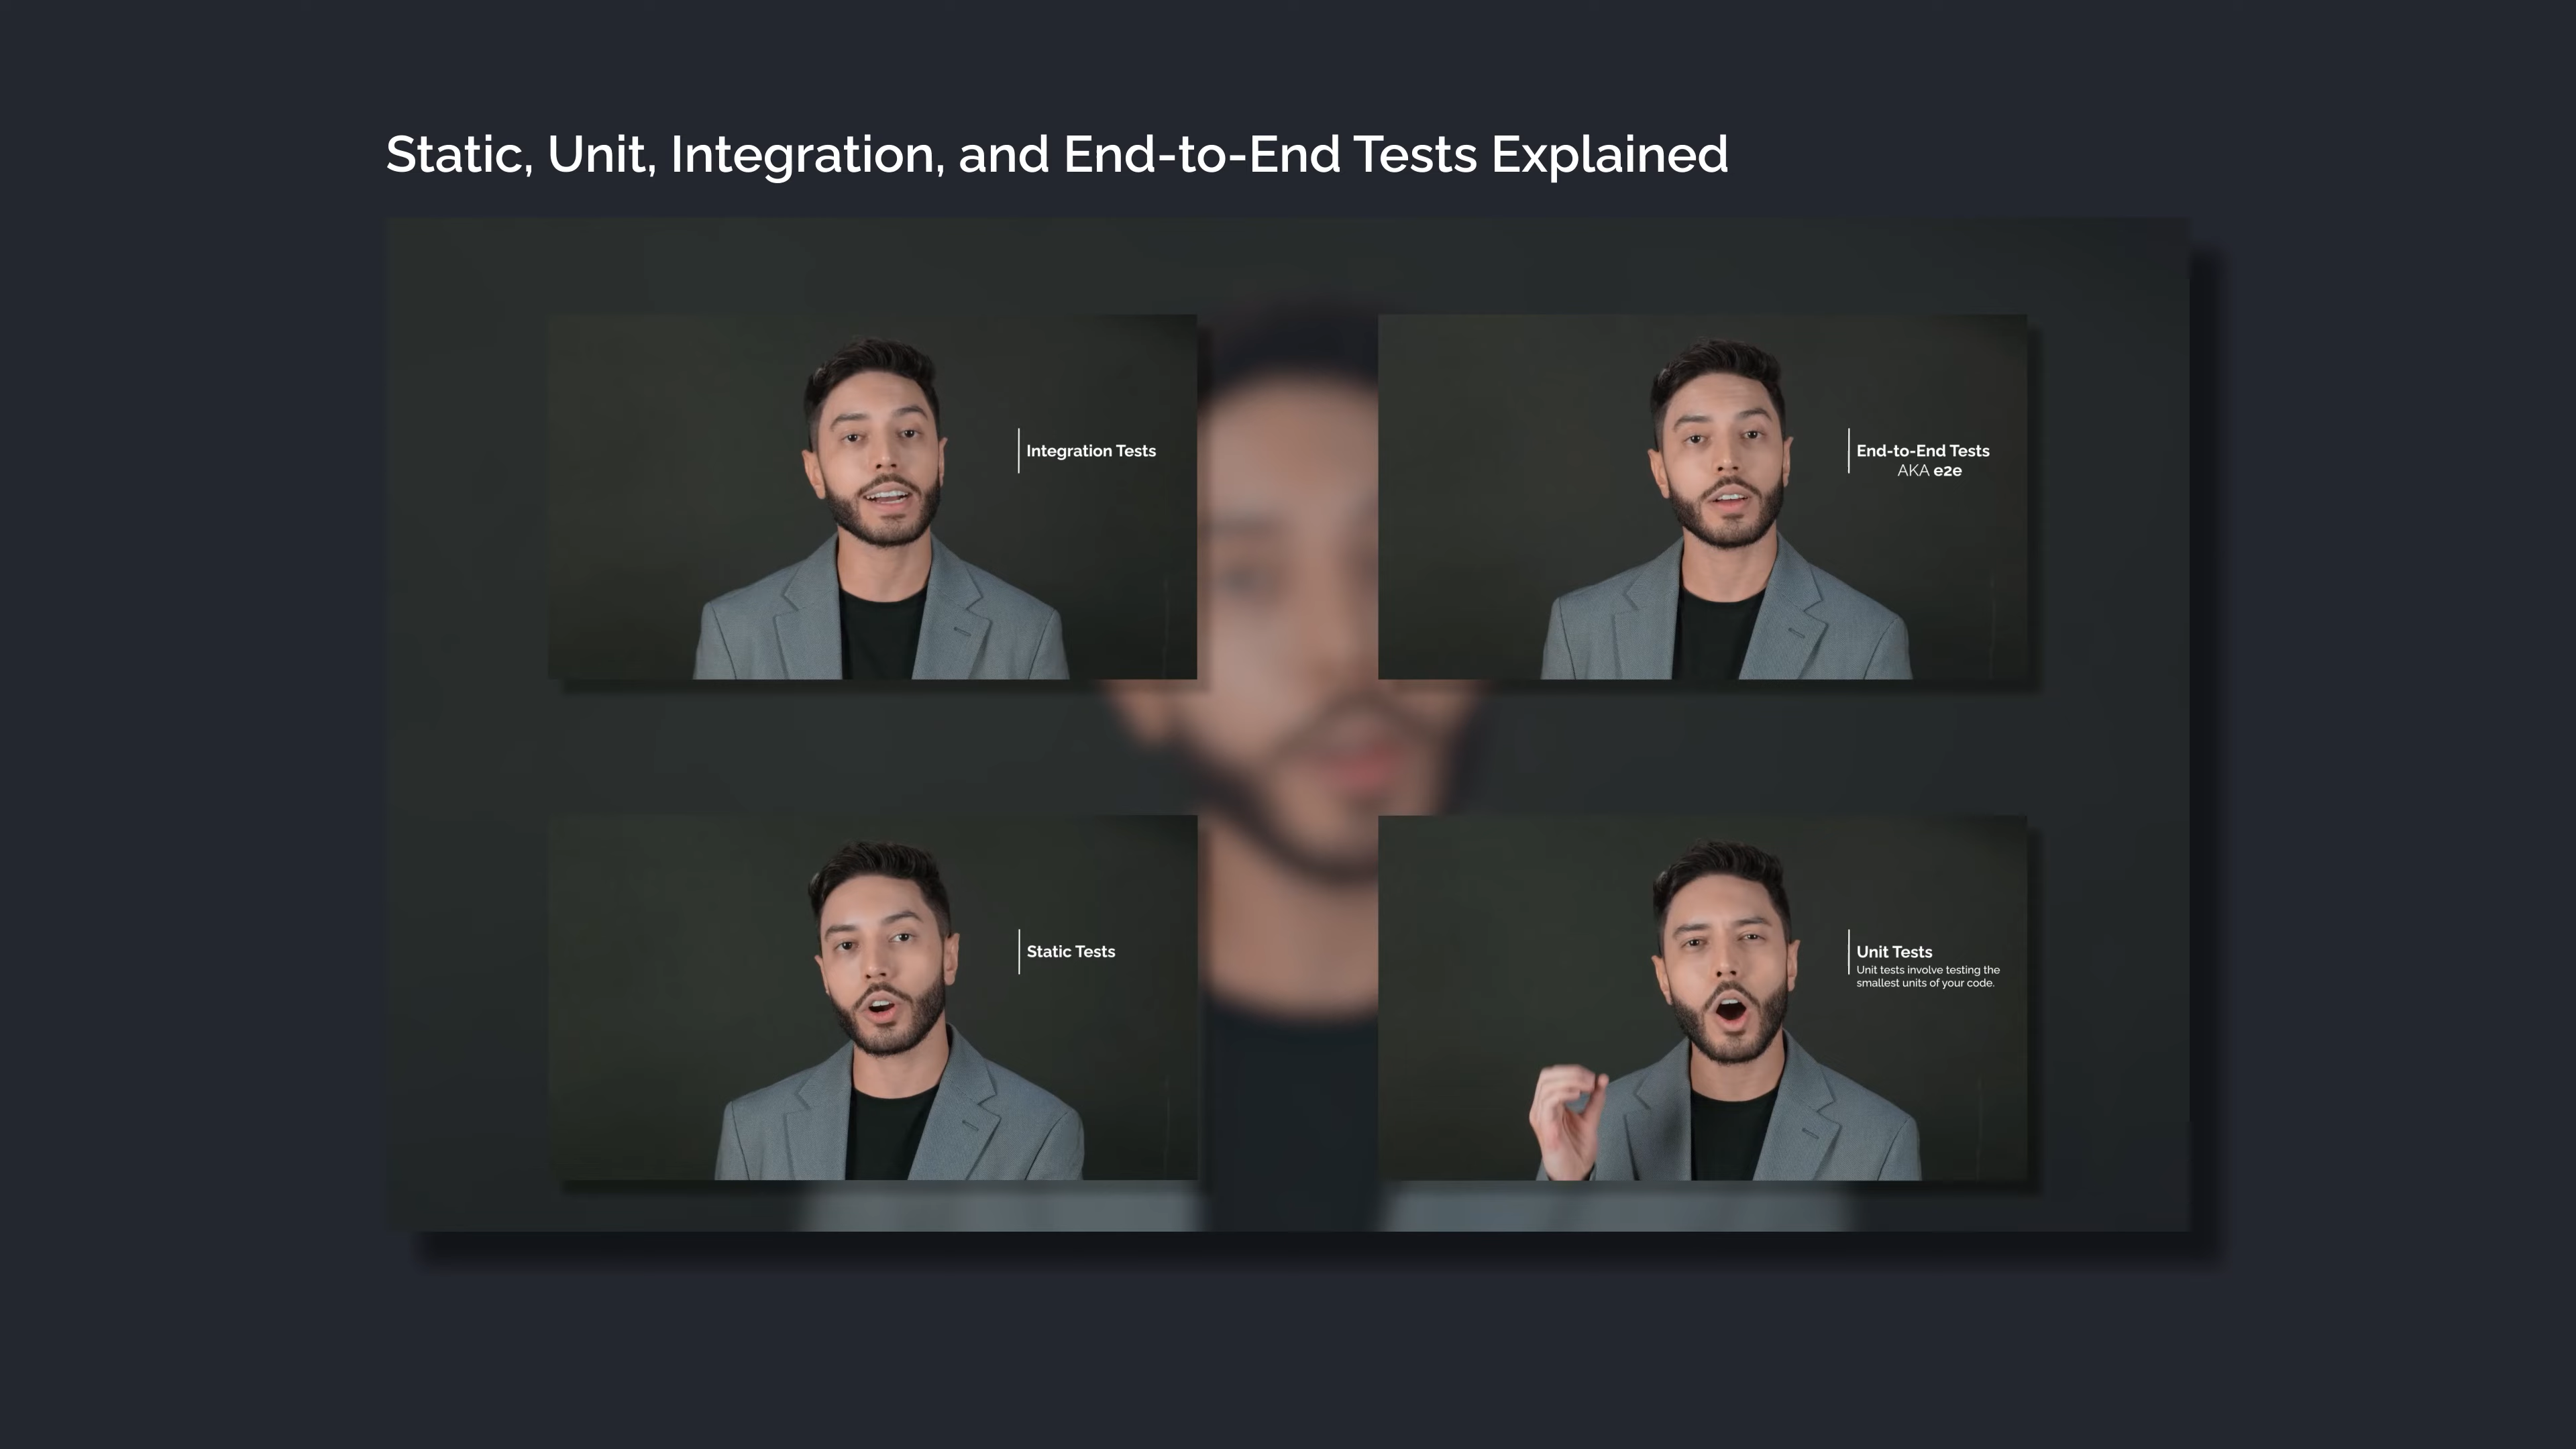 Static, Unit, Integration, and End-to-End Tests Explained
Integration Tests
End-to-End Tests
AKA e2e
Static Tests
Unit Tests
Unit tests involve testing the
smallest units of your code.